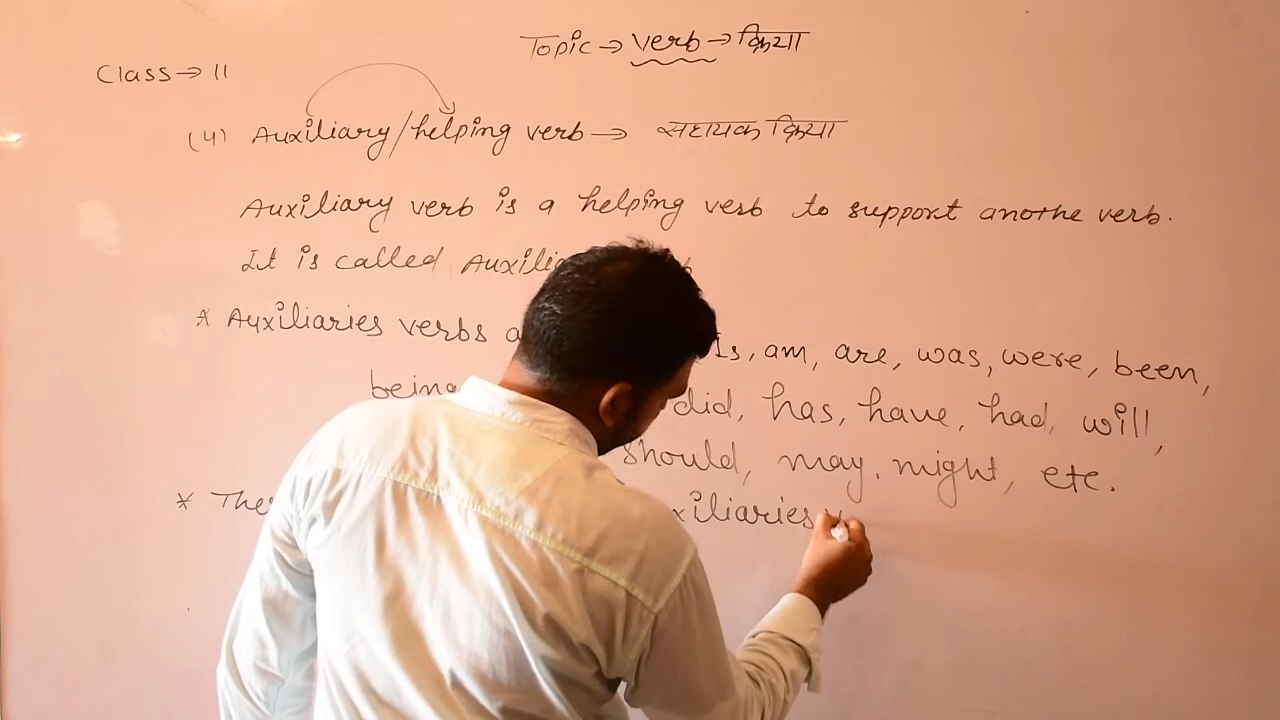 Topic → verb → क्रिया
Class → 11
(4) Auxiliary/helping verb → सहायक क्रिया
Auxiliary verb is a helping verb to support anothe verb.
It is called Auxilia
* Auxiliaries verbs a Is, am, are, was, were, been,
being did, has, have, had, will,
should, may, might, etc.
* The xiliaries